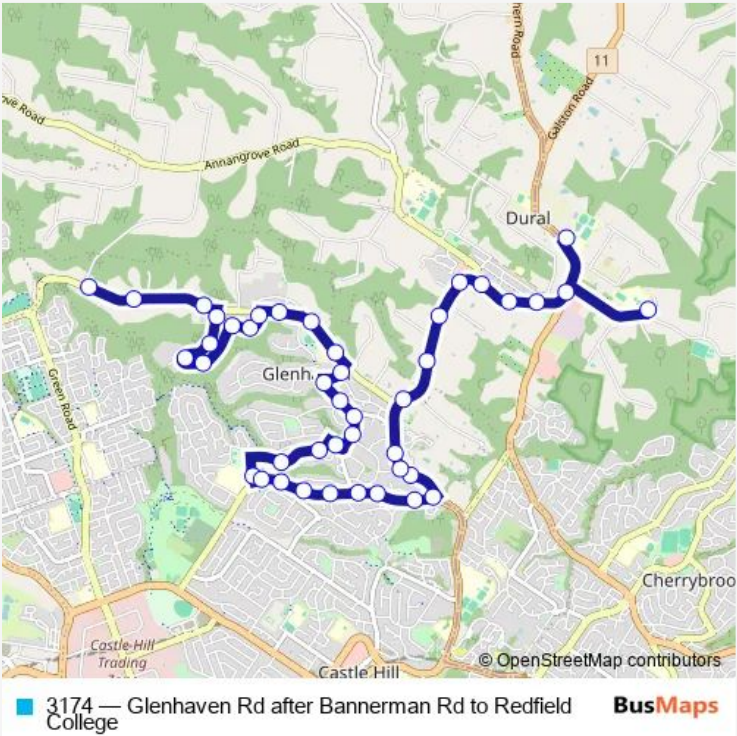 hern Road
11
Galston Road
ove Road
Annangrove Road
Dural
Glenh
Green Road
Cherrybroo
Castle Hill
Trading
Castle Hill
© OpenStreetMap contributors
3174 — Glenhaven Rd after Bannerman Rd to Redfield
College
BusMaps